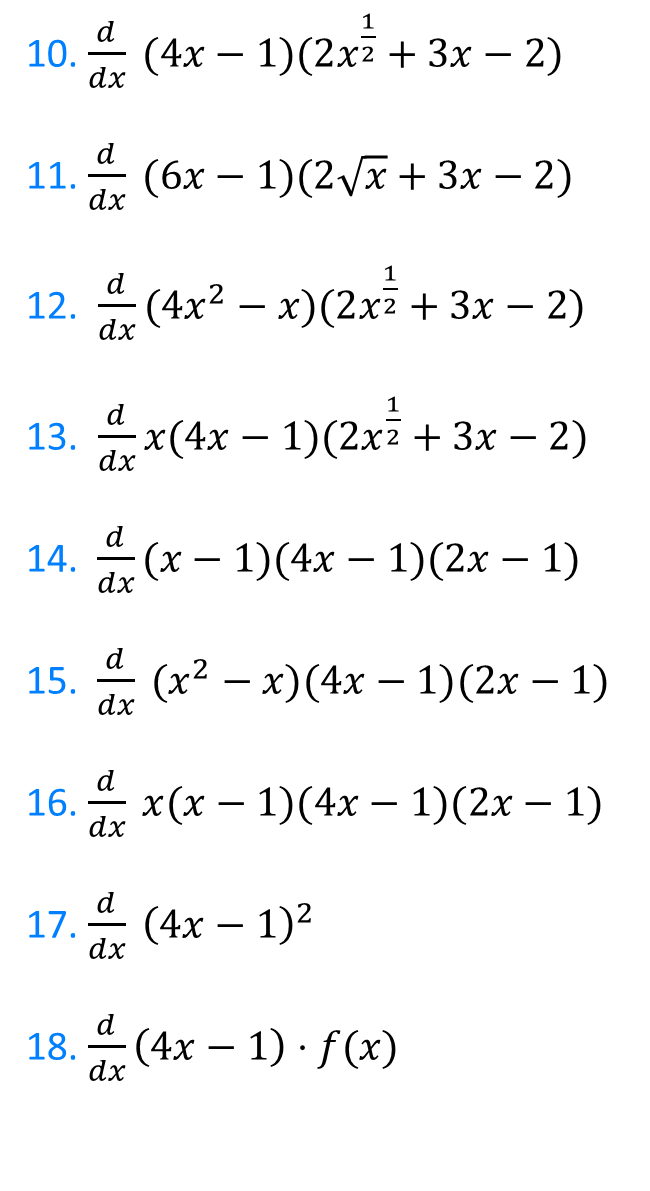 10. d/dx (4x − 1)(2x^(1/2) + 3x − 2)
11. d/dx (6x − 1)(2√x + 3x − 2)
12. d/dx (4x² − x)(2x^(1/2) + 3x − 2)
13. d/dx x(4x − 1)(2x^(1/2) + 3x − 2)
14. d/dx (x − 1)(4x − 1)(2x − 1)
15. d/dx (x² − x)(4x − 1)(2x − 1)
16. d/dx x(x − 1)(4x − 1)(2x − 1)
17. d/dx (4x − 1)²
18. d/dx (4x − 1) · f(x)